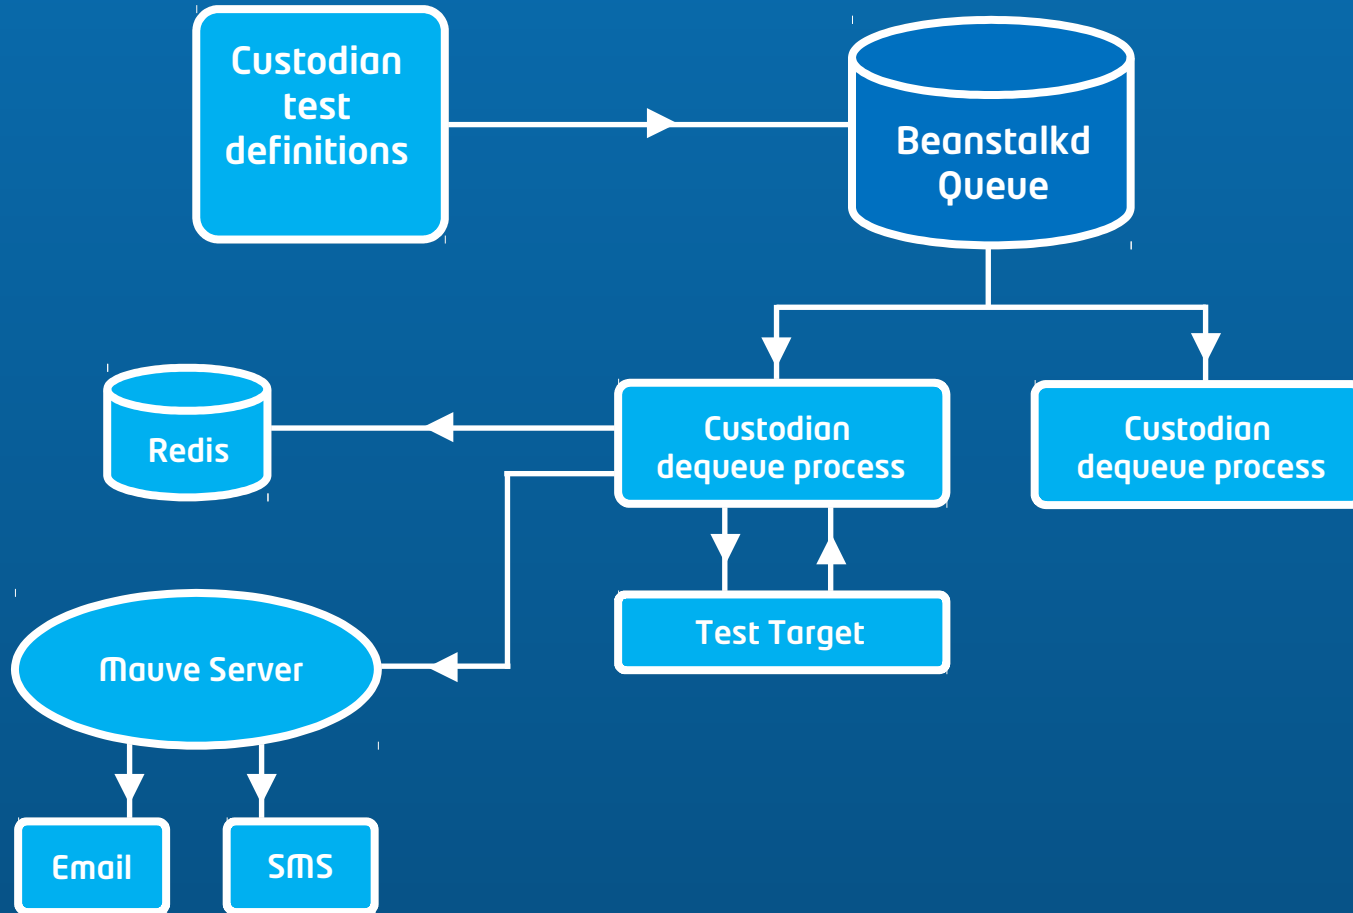 Custodian
test
definitions
Beanstalkd
Queue
Redis
Custodian
dequeue process
Custodian
dequeue process
Test Target
Mauve Server
Email
SMS